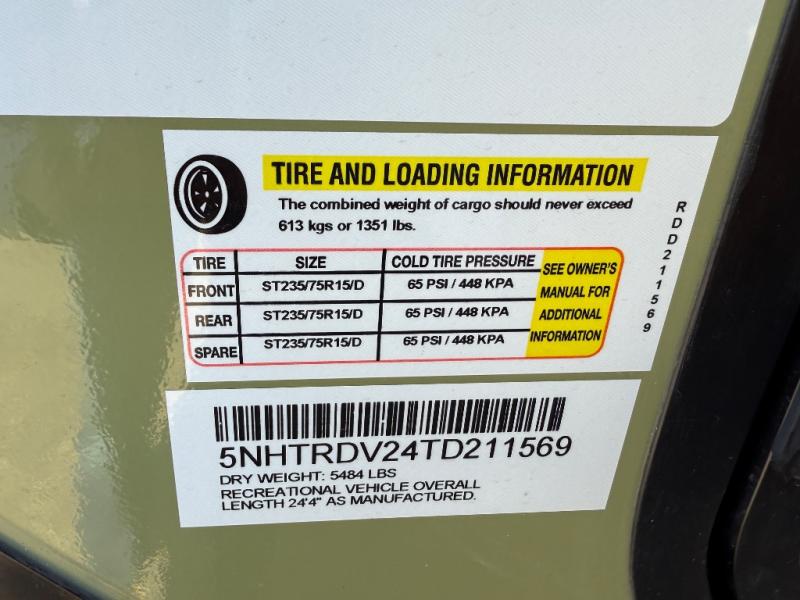 TIRE AND LOADING INFORMATION
The combined weight of cargo should never exceed
613 kgs or 1351 lbs.
TIRE SIZE COLD TIRE PRESSURE
FRONT ST235/75R15/D 65 PSI / 448 KPA
REAR ST235/75R15/D 65 PSI / 448 KPA
SPARE ST235/75R15/D 65 PSI / 448 KPA
SEE OWNER'S
MANUAL FOR
ADDITIONAL
INFORMATION
RDD211569
5NHTRDV24TD211569
DRY WEIGHT: 5484 LBS
RECREATIONAL VEHICLE OVERALL
LENGTH 24'4" AS MANUFACTURED.